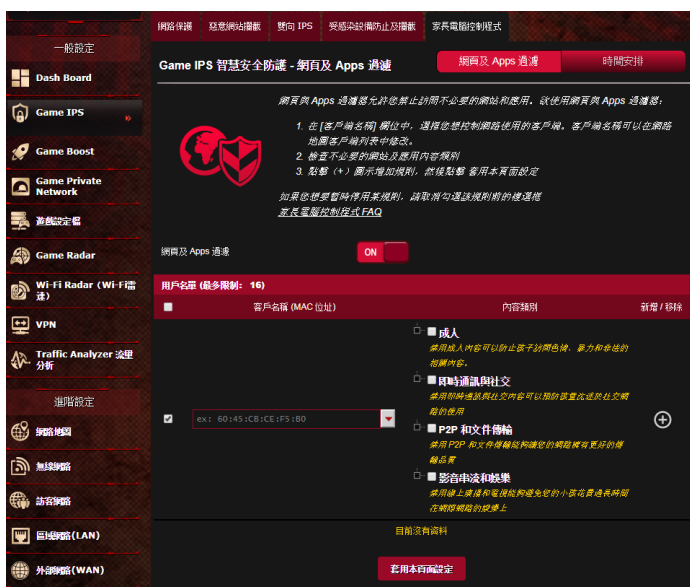 網路保護 惡意網站攔截 雙向 IPS 受感染設備防止及攔截 家長電腦控制程式
一般設定
Dash Board
Game IPS
Game Boost
Game Private
Network
遊戲設定檔
Game Radar
Wi-Fi Radar (Wi-Fi雷
達)
VPN
Traffic Analyzer 流量
分析
進階設定
網路地圖
無線網路
訪客網路
區域網路(LAN)
外部網路(WAN)
Game IPS 智慧安全防護 - 網頁及 Apps 過濾
網頁及 Apps 過濾 時間安排
網頁與 Apps 過濾器允許您禁止訪問不必要的網站和應用。欲使用網頁與 Apps 過濾器:
1. 在 [客戶端名稱] 欄位中，選擇您想控制網路使用的客戶端。客戶端名稱可以在網路
地圖客戶端列表中修改。
2. 檢查不必要的網站及應用內容類別
3. 點擊（+）圖示增加規則，然後點擊 套用本頁面設定
如果您想要暫時停用某規則，請取消勾選該規則前的複選框
家長電腦控制程式 FAQ
網頁及 Apps 過濾 ON
用戶名單 (最多限制: 16)
客戶名稱 (MAC 位址) 內容類別 新增 / 移除
ex: 60:45:CB:CE:F5:B0
成人
禁用成人內容可以防止孩子訪問色情、暴力和非法的
相關內容。
即時通訊與社交
禁用即時通訊與社交內容可以預防孩童沈迷於社交網
路的使用
P2P 和文件傳輸
禁用 P2P 和文件傳輸能夠讓您的網路擁有更好的傳
輸品質
影音串流和娛樂
禁用線上廣播和電視能夠避免您的小孩花費過長時間
在網際網路的娛樂上
目前沒有資料
套用本頁面設定